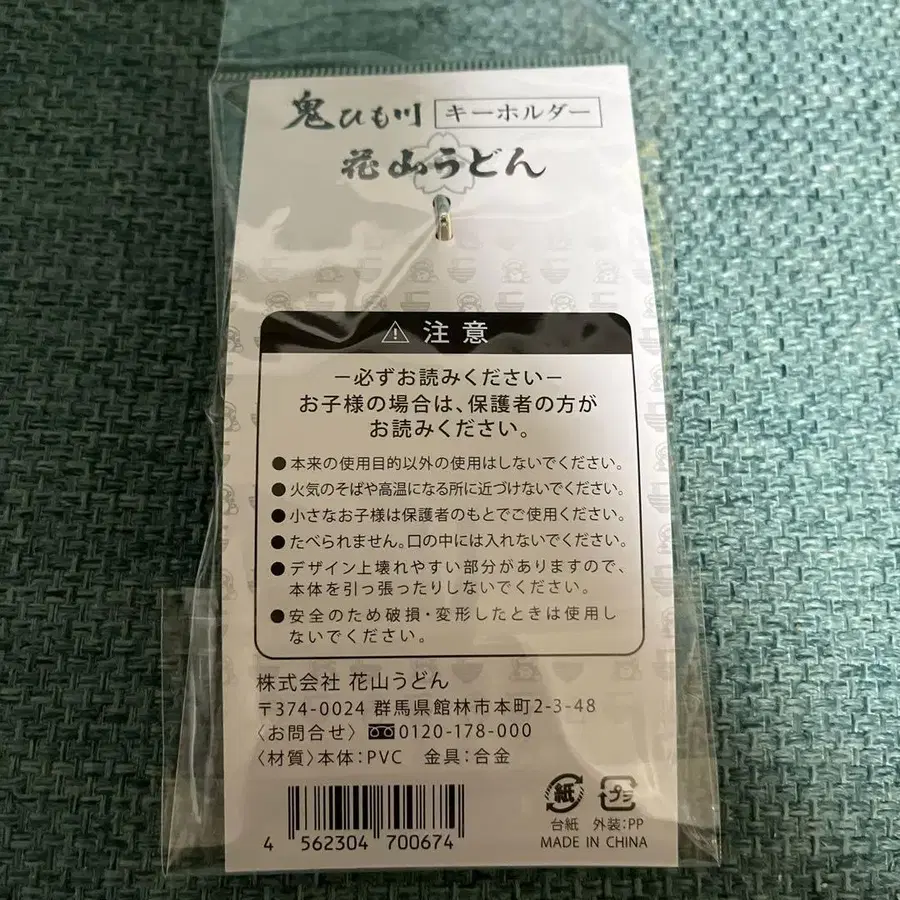 鬼ひも川 キーホルダー
花山うどん
⚠ 注意
－必ずお読みください－
お子様の場合は、保護者の方が
お読みください。
●本来の使用目的以外の使用はしないでください。
●火気のそばや高温になる所に近づけないでください。
●小さなお子様は保護者のもとでご使用ください。
●たべられません。口の中には入れないでください。
●デザイン上壊れやすい部分がありますので、
本体を引っ張ったりしないでください。
●安全のため破損・変形したときは使用し
ないでください。
株式会社 花山うどん
〒374-0024 群馬県館林市本町2-3-48
〈お問合せ〉0120-178-000
〈材質〉本体：PVC 金具：合金
紙 プラ
台紙 外装：PP
4 562304 700674
MADE IN CHINA